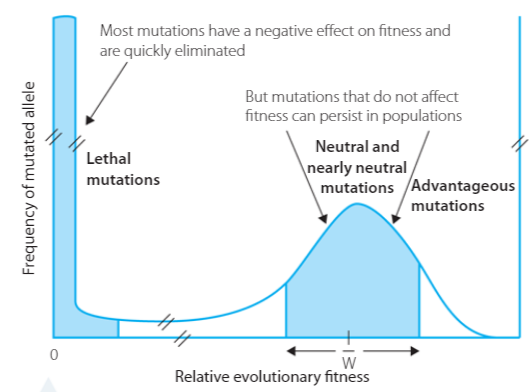 Most mutations have a negative effect on fitness and
are quickly eliminated
But mutations that do not affect
fitness can persist in populations
Neutral and
nearly neutral
mutations
Advantageous
mutations
Lethal
mutations
Frequency of mutated allele
0
W
Relative evolutionary fitness